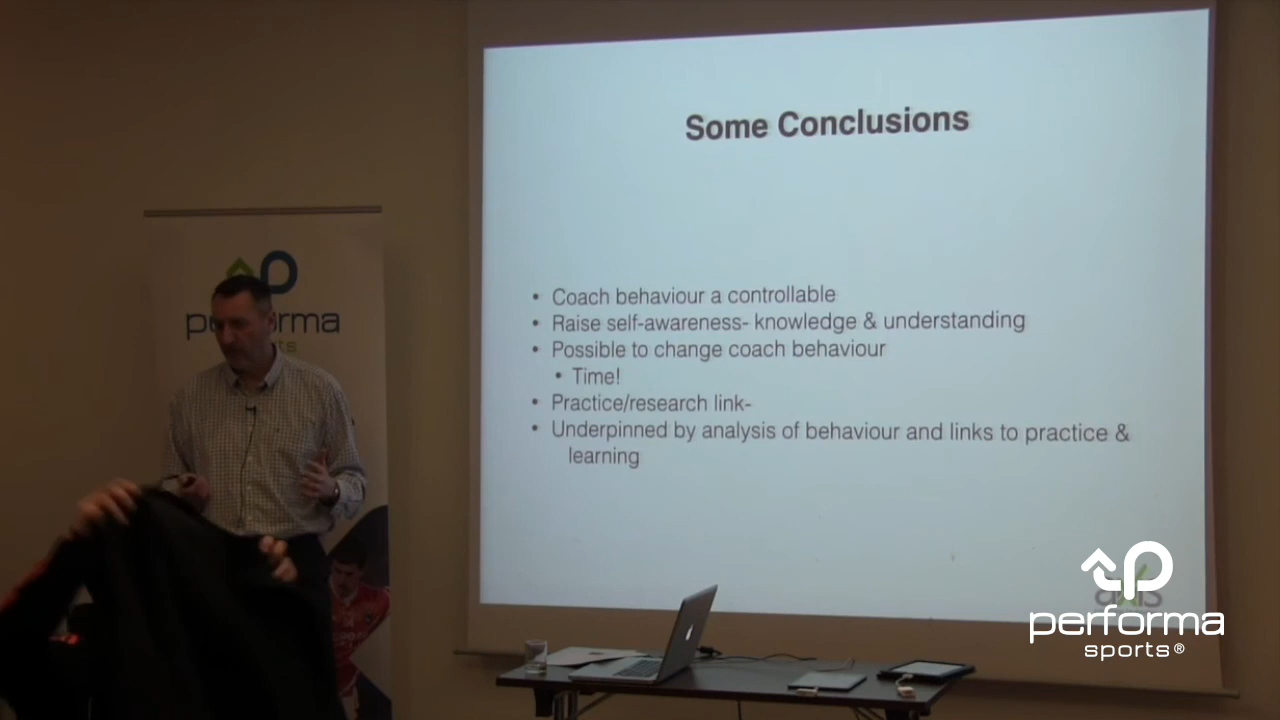 Some Conclusions
• Coach behaviour a controllable
• Raise self-awareness- knowledge & understanding
• Possible to change coach behaviour
• Time!
• Practice/research link-
• Underpinned by analysis of behaviour and links to practice &
learning
axis
performa
sports®